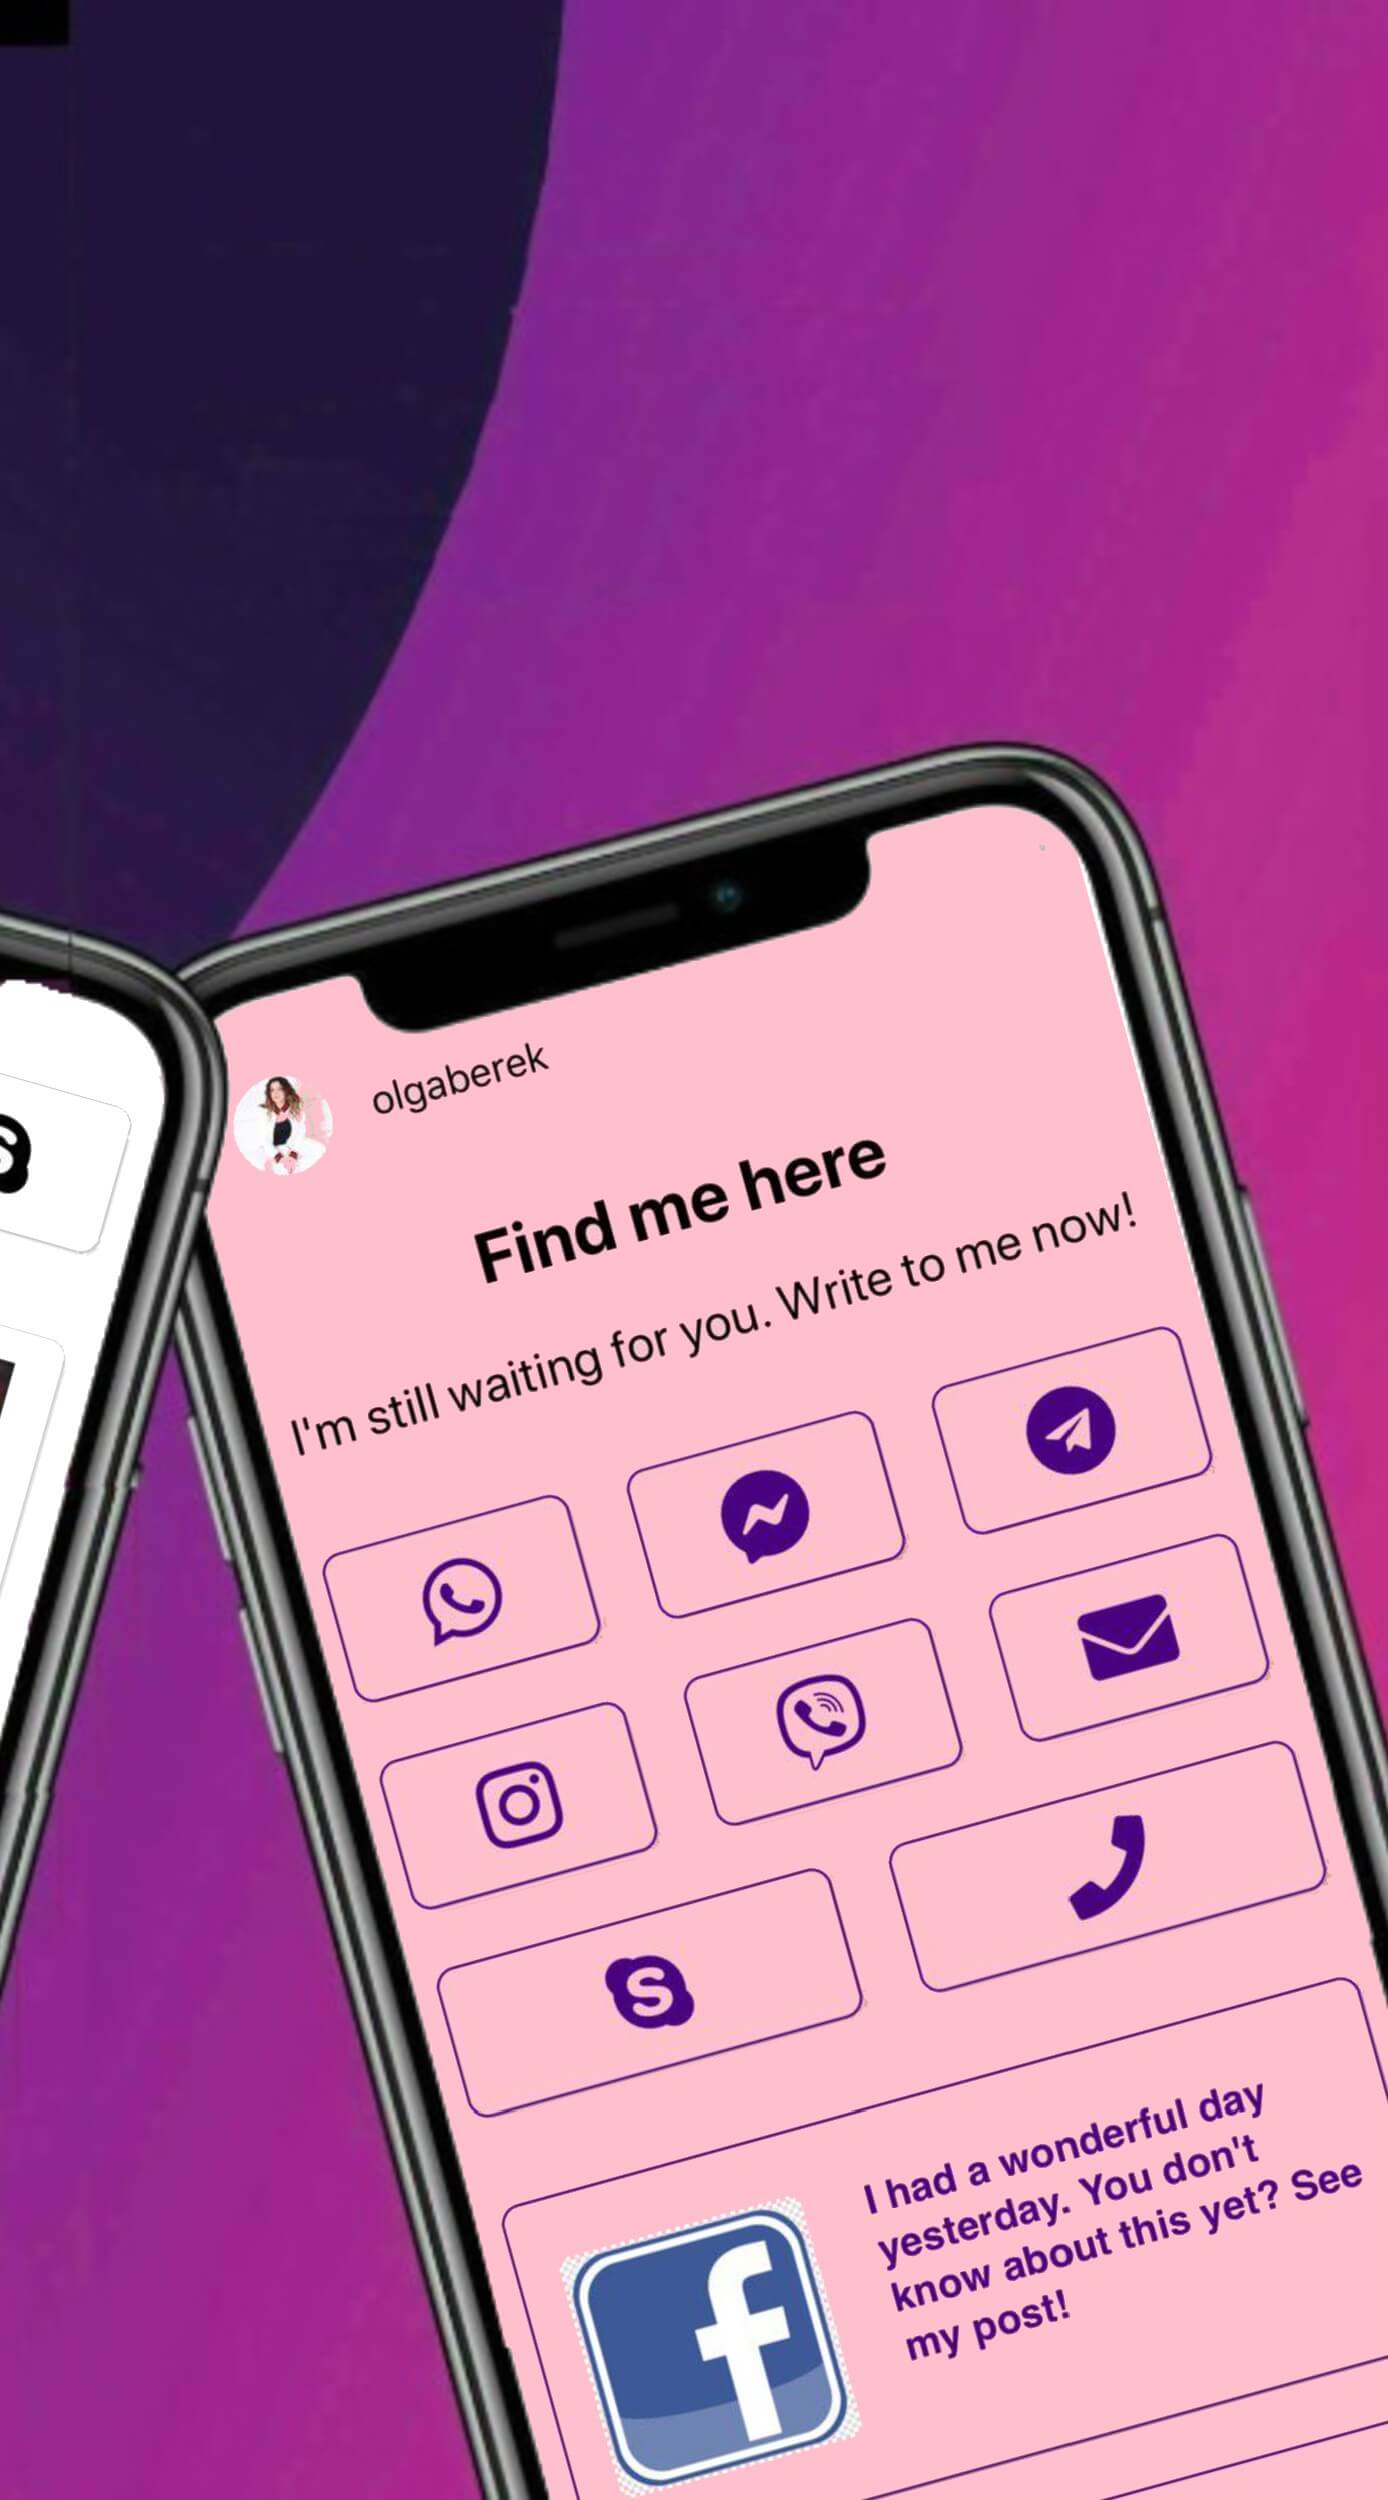 olgaberek
Find me here
I'm still waiting for you. Write to me now!
I had a wonderful day
yesterday. You don't
know about this yet? See
my post!